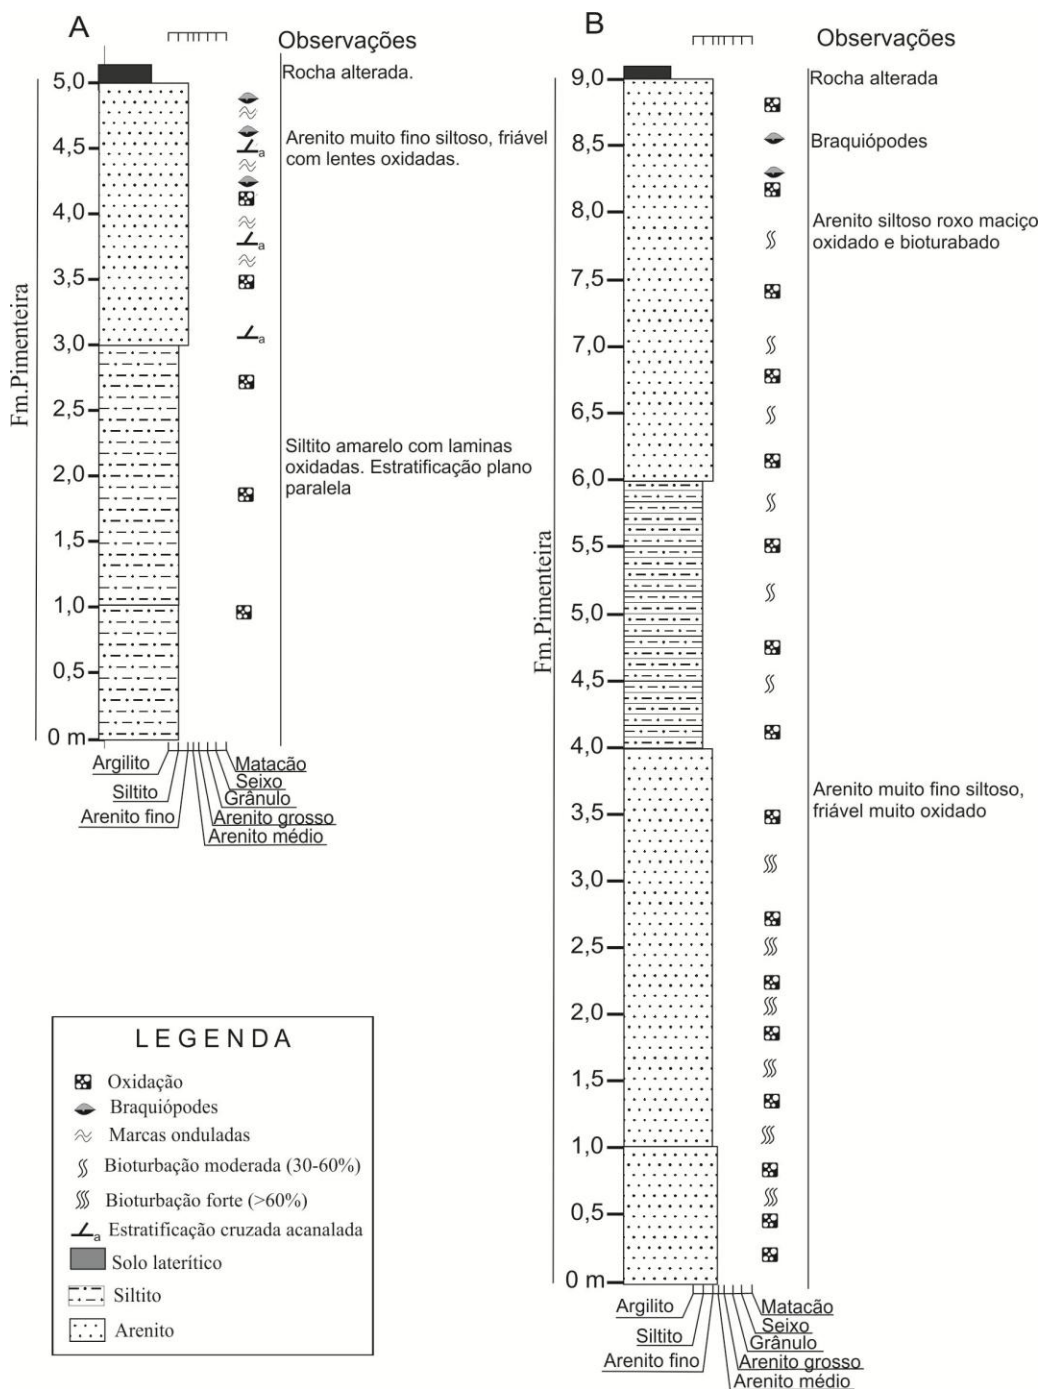 A
Observações
Fm.Pimenteira
5,0
4,5
4,0
3,5
3,0
2,5
2,0
1,5
1,0
0,5
0 m
Rocha alterada.
Arenito muito fino siltoso, friável
com lentes oxidadas.
a
a
a
Siltito amarelo com laminas
oxidadas. Estratificação plano
paralela
Argilito
Siltito
Arenito fino
Matacão
Seixo
Grânulo
Arenito grosso
Arenito médio
B
Observações
Fm.Pimenteira
9,0
8,5
8,0
7,5
7,0
6,5
6,0
5,5
5,0
4,5
4,0
3,5
3,0
2,5
2,0
1,5
1,0
0,5
0 m
Rocha alterada
Braquiópodes
Arenito siltoso roxo maciço
oxidado e bioturabado
Arenito muito fino siltoso,
friável muito oxidado
Argilito
Siltito
Arenito fino
Matacão
Seixo
Grânulo
Arenito grosso
Arenito médio
LEGENDA
Oxidação
Braquiópodes
Marcas onduladas
Bioturbação moderada (30-60%)
Bioturbação forte (>60%)
a Estratificação cruzada acanalada
Solo laterítico
Siltito
Arenito